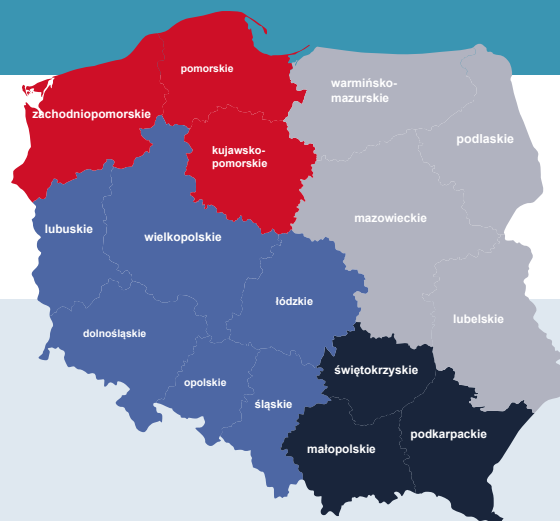 pomorskie
warmińsko-
mazurskie
zachodniopomorskie
podlaskie
kujawsko-
pomorskie
mazowieckie
lubuskie
wielkopolskie
łódzkie
lubelskie
dolnośląskie
świętokrzyskie
opolskie
śląskie
podkarpackie
małopolskie